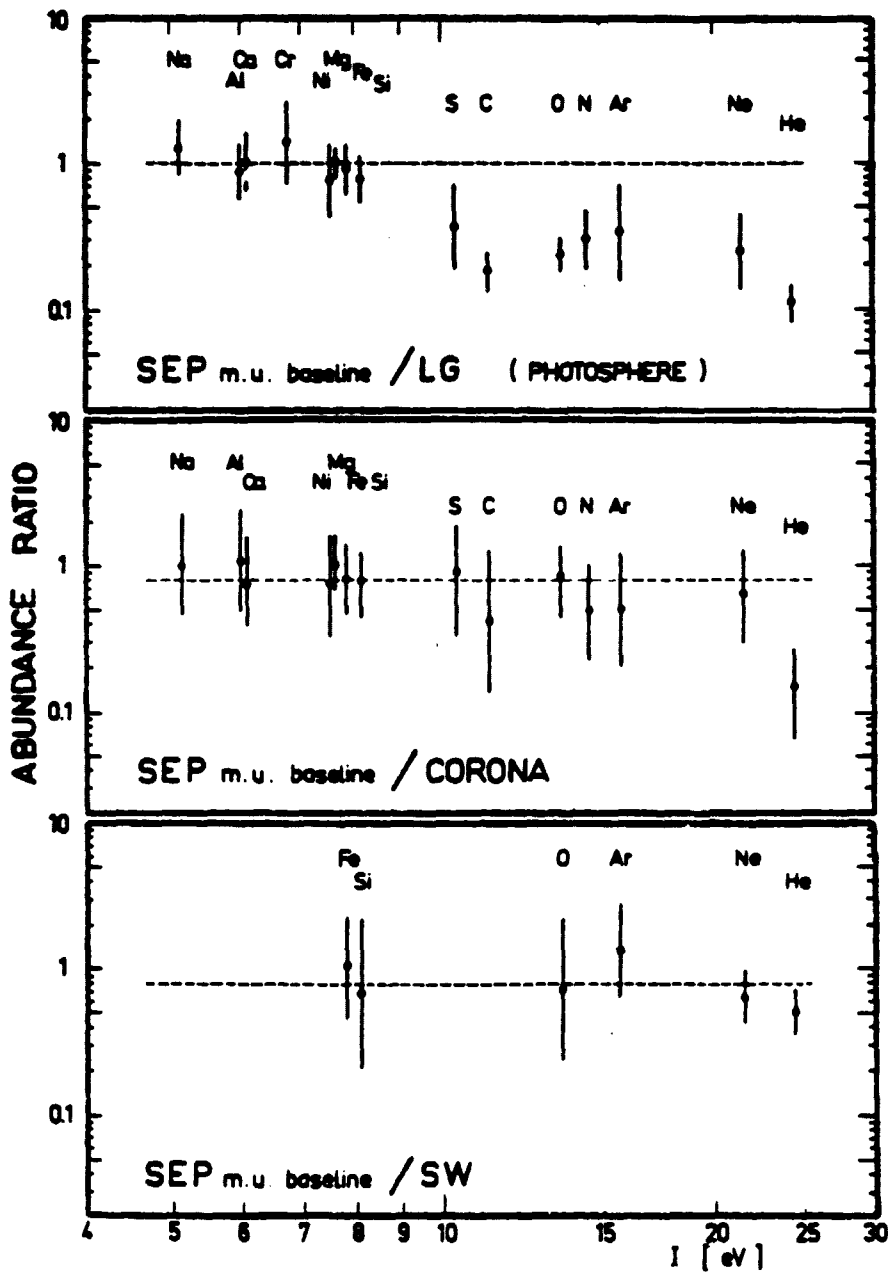 10
Na Ca Cr Mg Fe
Al Ni Si
S C O N Ar Ne
He
1
0.1
SEP m.u. baseline / LG ( PHOTOSPHERE )
10
Na Al Mg
Ca Ni Fe Si
S C O N Ar Ne
He
1
0.1
SEP m.u. baseline / CORONA
ABUNDANCE RATIO
10
Fe O Ar Ne
Si He
1
0.1
SEP m.u. baseline / SW
4 5 6 7 8 9 10 15 20 25 30
I [ eV ]